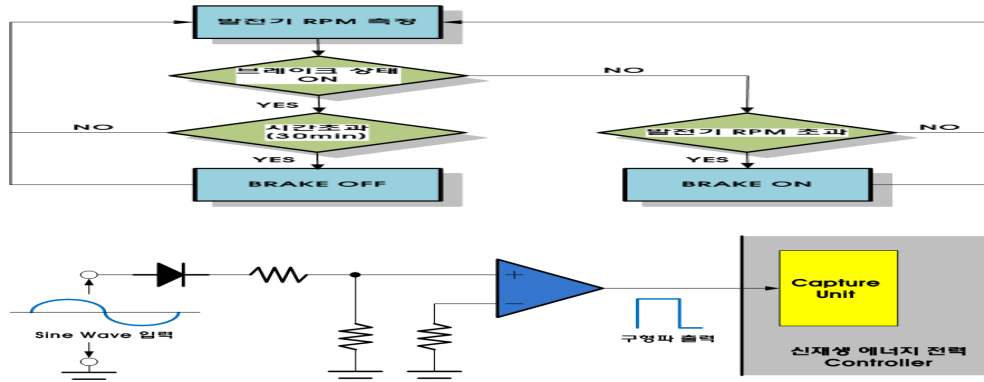 발전기 RPM 측정
브레이크 상태
ON
NO
YES
NO
시간초과
(30min)
발전기 RPM 초과
NO
YES
YES
BRAKE OFF
BRAKE ON
+
−
Capture
Unit
Sine Wave 입력
구형파 출력
신재생 에너지 전력
Controller